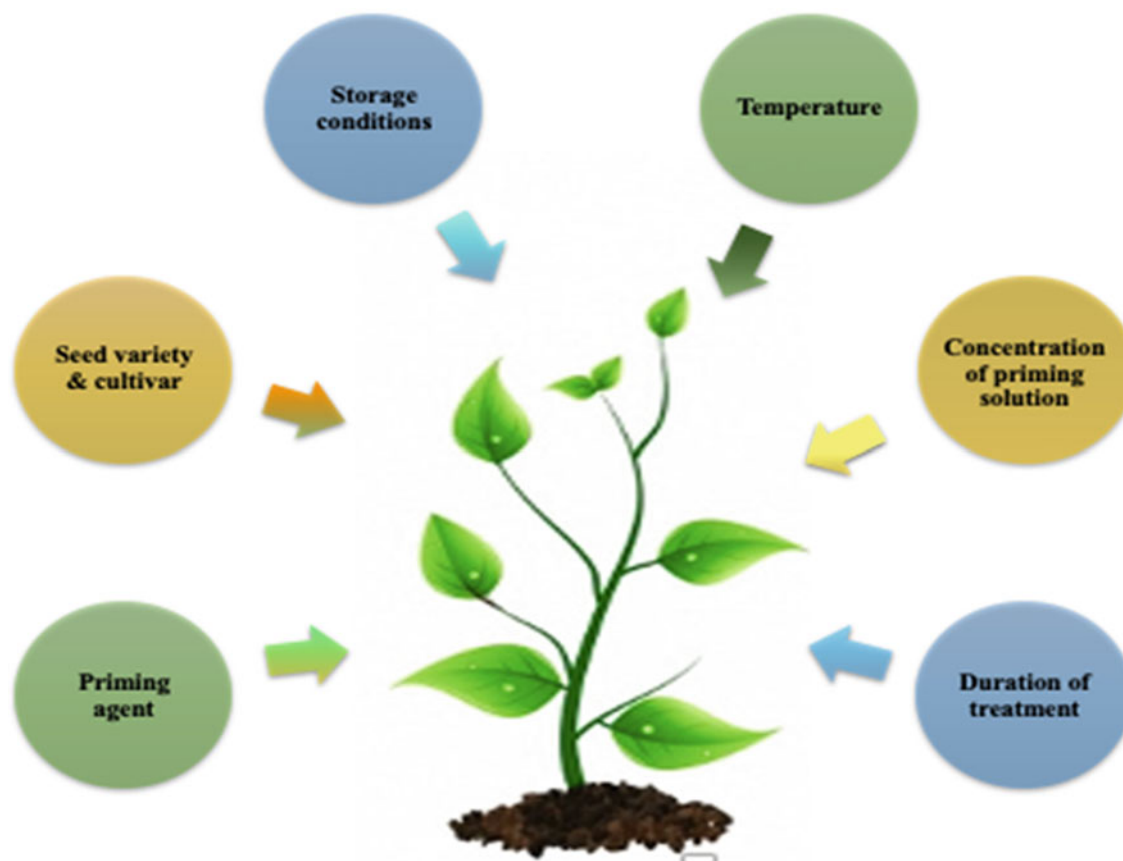 Storage
conditions
Temperature
Seed variety
& cultivar
Concentration
of priming
solution
Priming
agent
Duration of
treatment